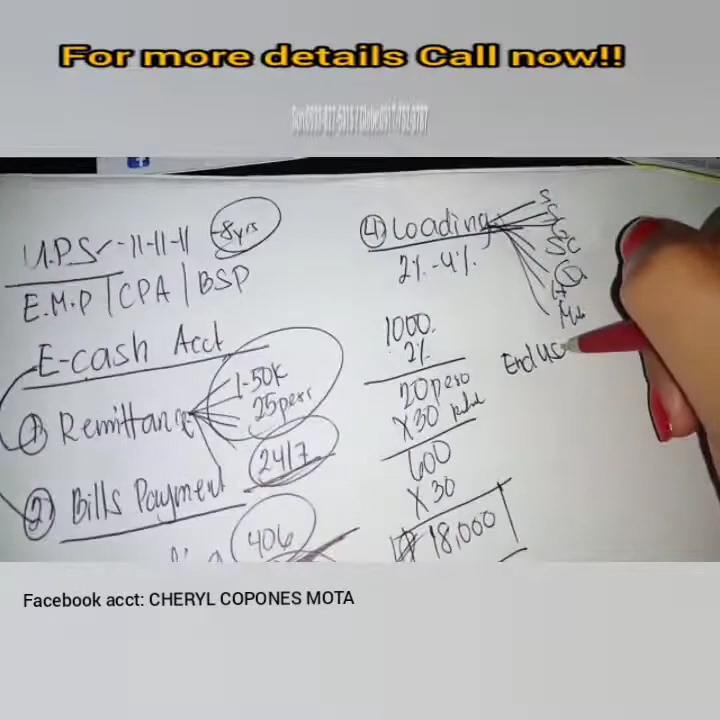 For more details Call now!!
U.P.S - 11-11-11 -8yrs
E.M.P | CPA | BSP
E-cash Acct
① Remittance
1-50k
25pesos
24/7
② Bills Payment
406
④ Loading
2%-4%
1000
2%
20 peso
X 30
600
X 30
18,000
End Us
Facebook acct: CHERYL COPONES MOTA